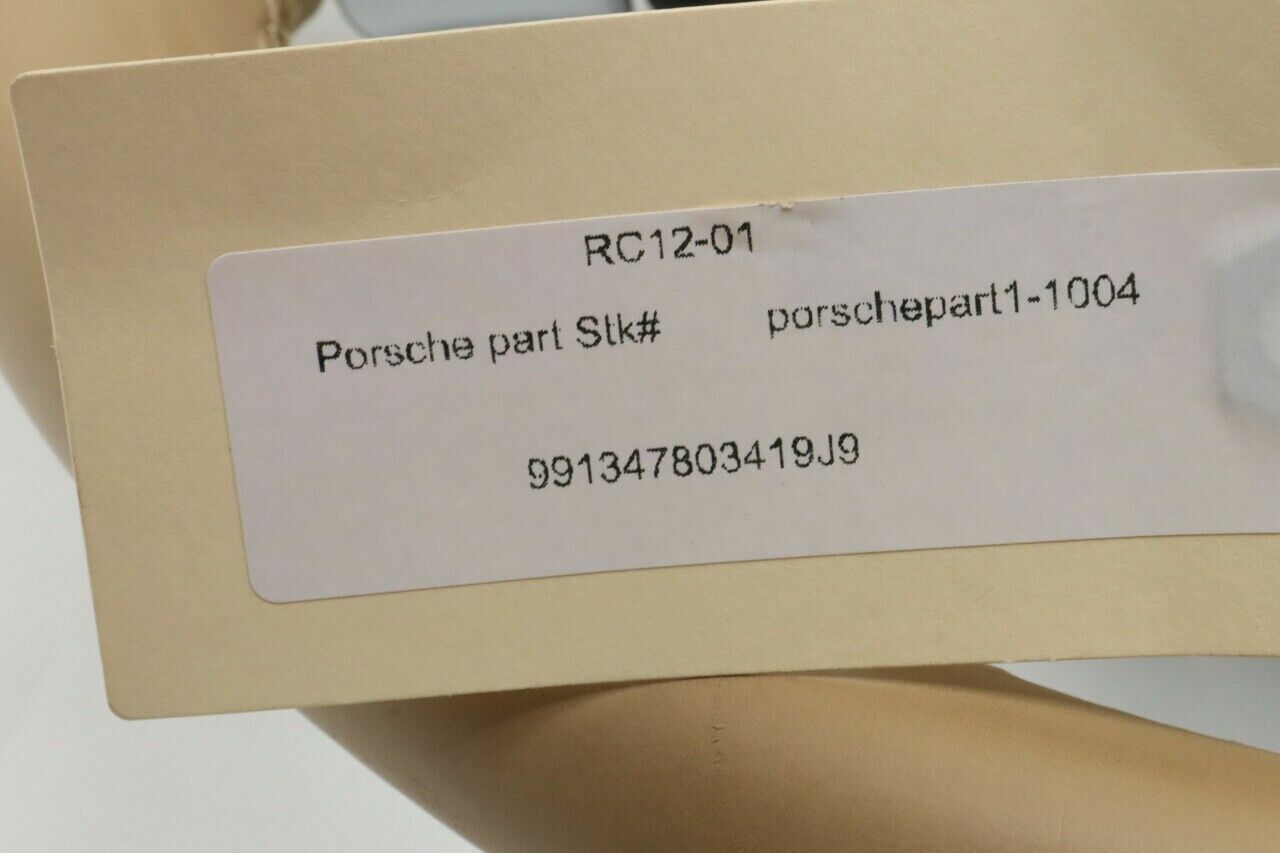 RC12-01
Porsche part Stk# porschepart1-1004
991347803419J9